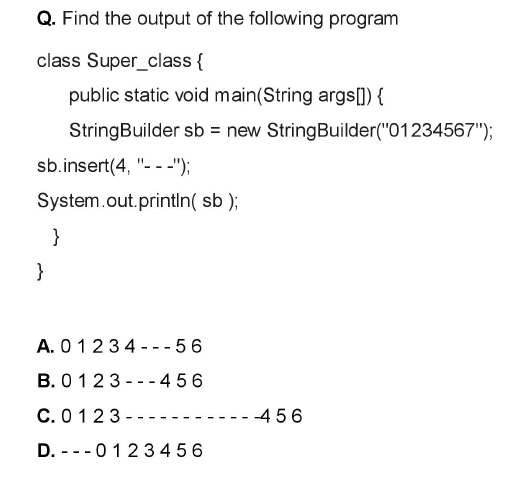 Q. Find the output of the following program
class Super_class {
public static void main(String args[]) {
StringBuilder sb = new StringBuilder("01234567");
sb.insert(4, "- - -");
System.out.println( sb );
}
}
A. 0 1 2 3 4 - - - 5 6
B. 0 1 2 3 - - - 4 5 6
C. 0 1 2 3 - - - - - - - - - - - - -4 5 6
D. - - - 0 1 2 3 4 5 6